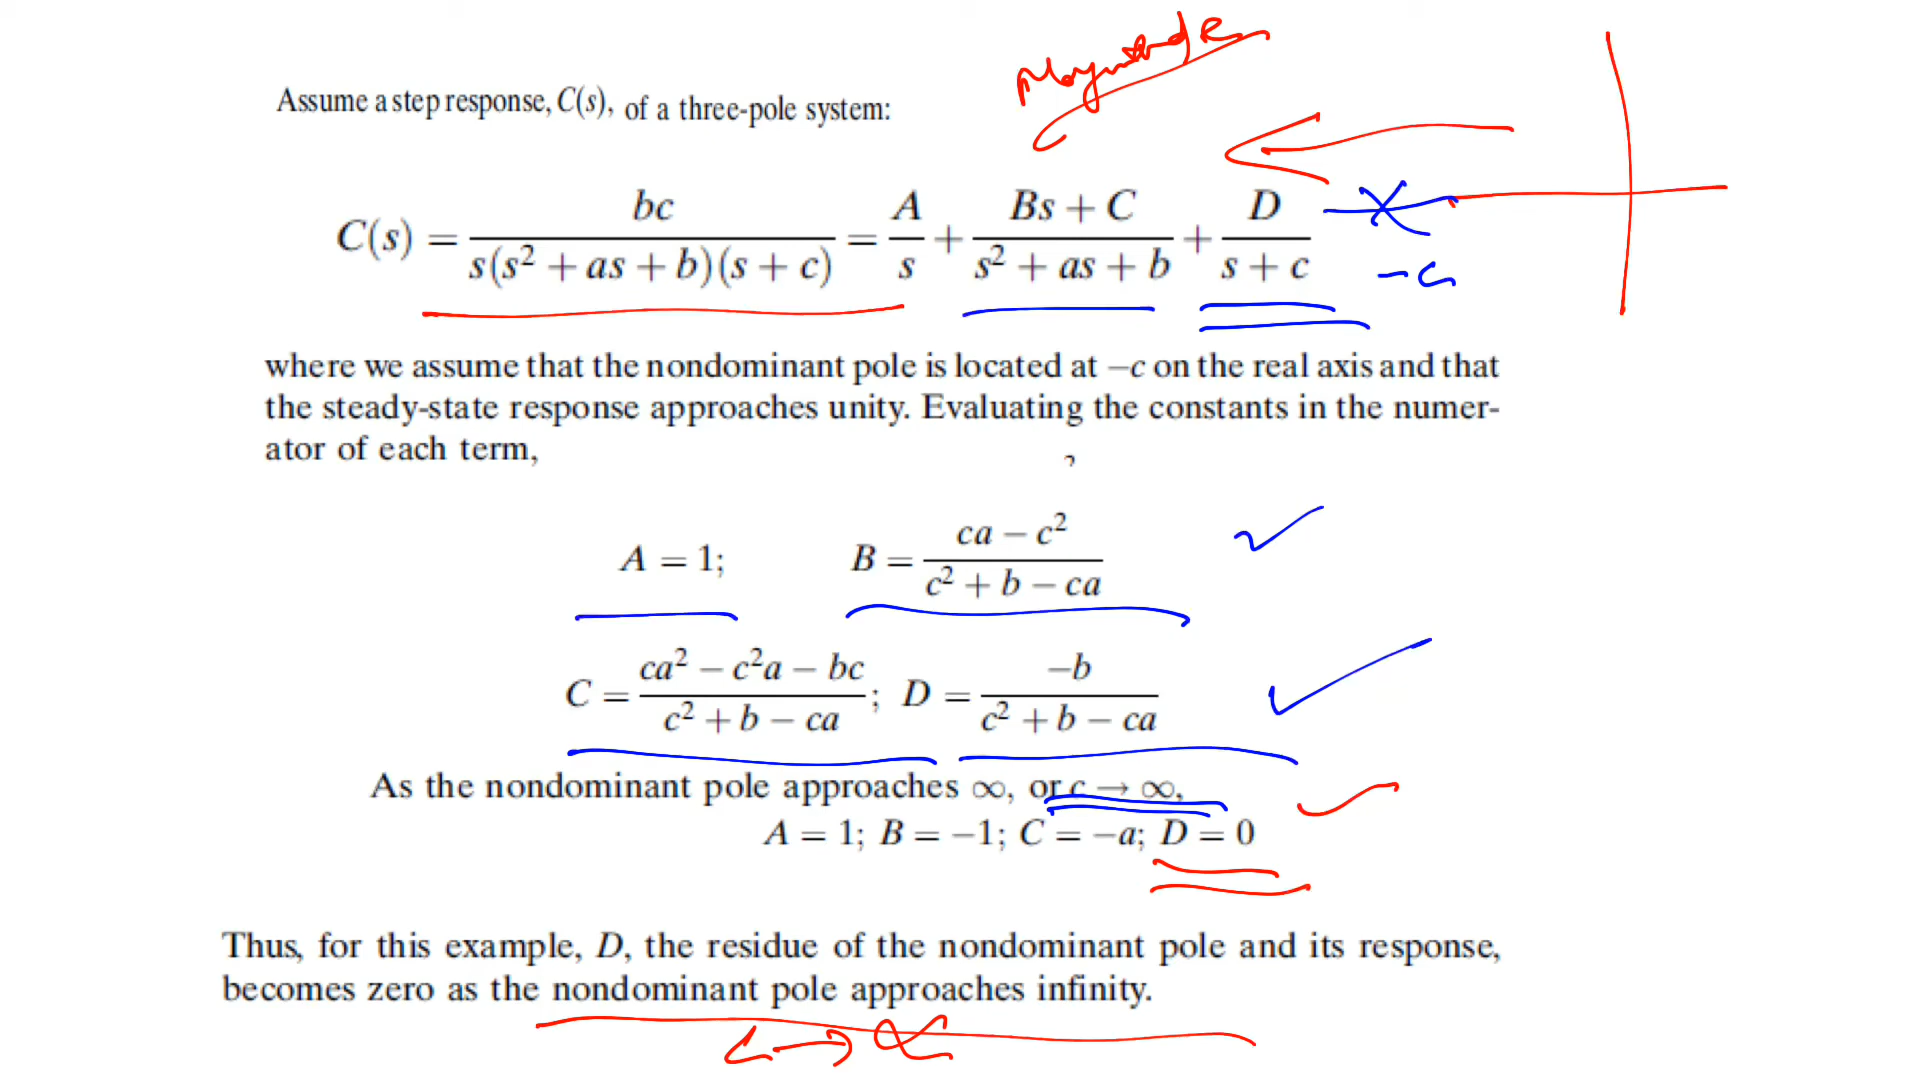 Magnitude
Assume a step response, C(s), of a three-pole system:
C(s) = bc / s(s² + as + b)(s + c) = A / s + Bs + C / s² + as + b + D / s + c
-c
where we assume that the nondominant pole is located at −c on the real axis and that
the steady-state response approaches unity. Evaluating the constants in the numer-
ator of each term,
A = 1; B = ca − c² / c² + b − ca
C = ca² − c²a − bc / c² + b − ca; D = −b / c² + b − ca
As the nondominant pole approaches ∞, or c → ∞,
A = 1; B = −1; C = −a; D = 0
Thus, for this example, D, the residue of the nondominant pole and its response,
becomes zero as the nondominant pole approaches infinity.
c → ∞